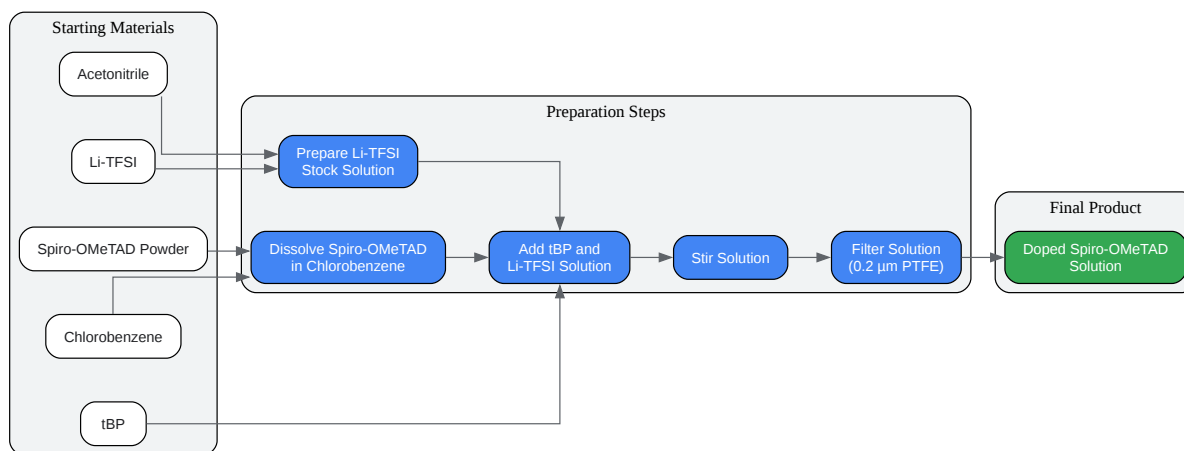 Starting Materials
Acetonitrile
Li-TFSI
Spiro-OMeTAD Powder
Chlorobenzene
tBP
Preparation Steps
Prepare Li-TFSI
Stock Solution
Dissolve Spiro-OMeTAD
in Chlorobenzene
Add tBP and
Li-TFSI Solution
Stir Solution
Filter Solution
(0.2 µm PTFE)
Final Product
Doped Spiro-OMeTAD
Solution